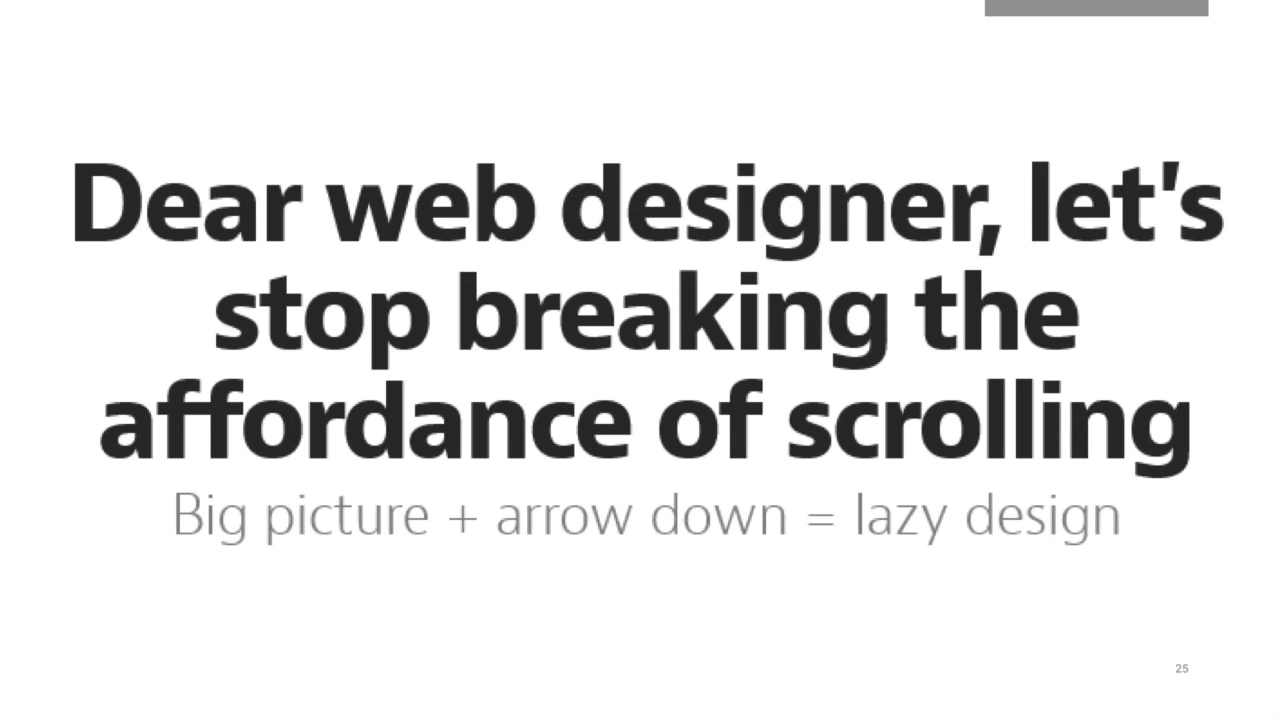 Dear web designer, let's
stop breaking the
affordance of scrolling
Big picture + arrow down = lazy design
25